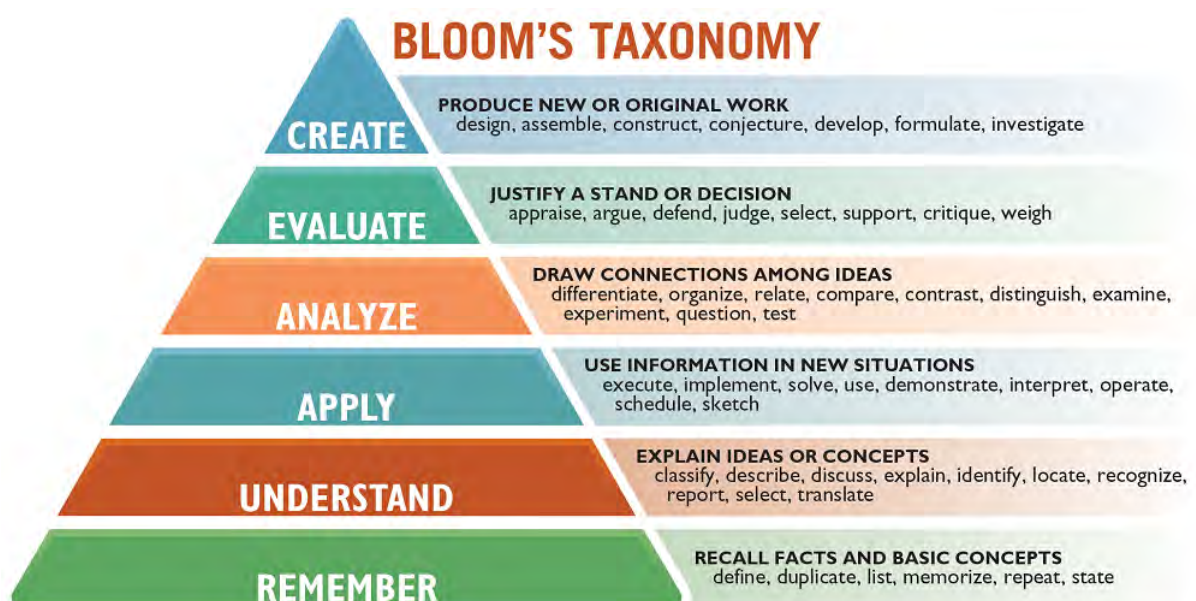 BLOOM'S TAXONOMY
PRODUCE NEW OR ORIGINAL WORK
design, assemble, construct, conjecture, develop, formulate, investigate
CREATE
JUSTIFY A STAND OR DECISION
appraise, argue, defend, judge, select, support, critique, weigh
EVALUATE
DRAW CONNECTIONS AMONG IDEAS
differentiate, organize, relate, compare, contrast, distinguish, examine,
experiment, question, test
ANALYZE
USE INFORMATION IN NEW SITUATIONS
execute, implement, solve, use, demonstrate, interpret, operate,
schedule, sketch
APPLY
EXPLAIN IDEAS OR CONCEPTS
classify, describe, discuss, explain, identify, locate, recognize,
report, select, translate
UNDERSTAND
RECALL FACTS AND BASIC CONCEPTS
define, duplicate, list, memorize, repeat, state
REMEMBER